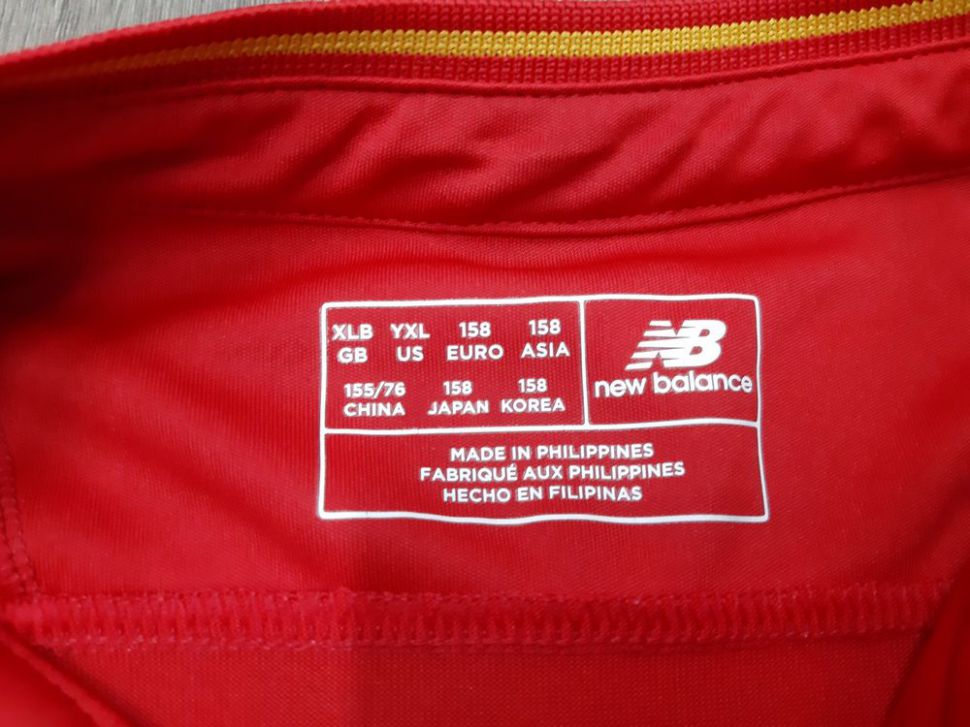 XLB YXL 158 158
GB US EURO ASIA
155/76 158 158
CHINA JAPAN KOREA
NB
new balance
MADE IN PHILIPPINES
FABRIQUÉ AUX PHILIPPINES
HECHO EN FILIPINAS